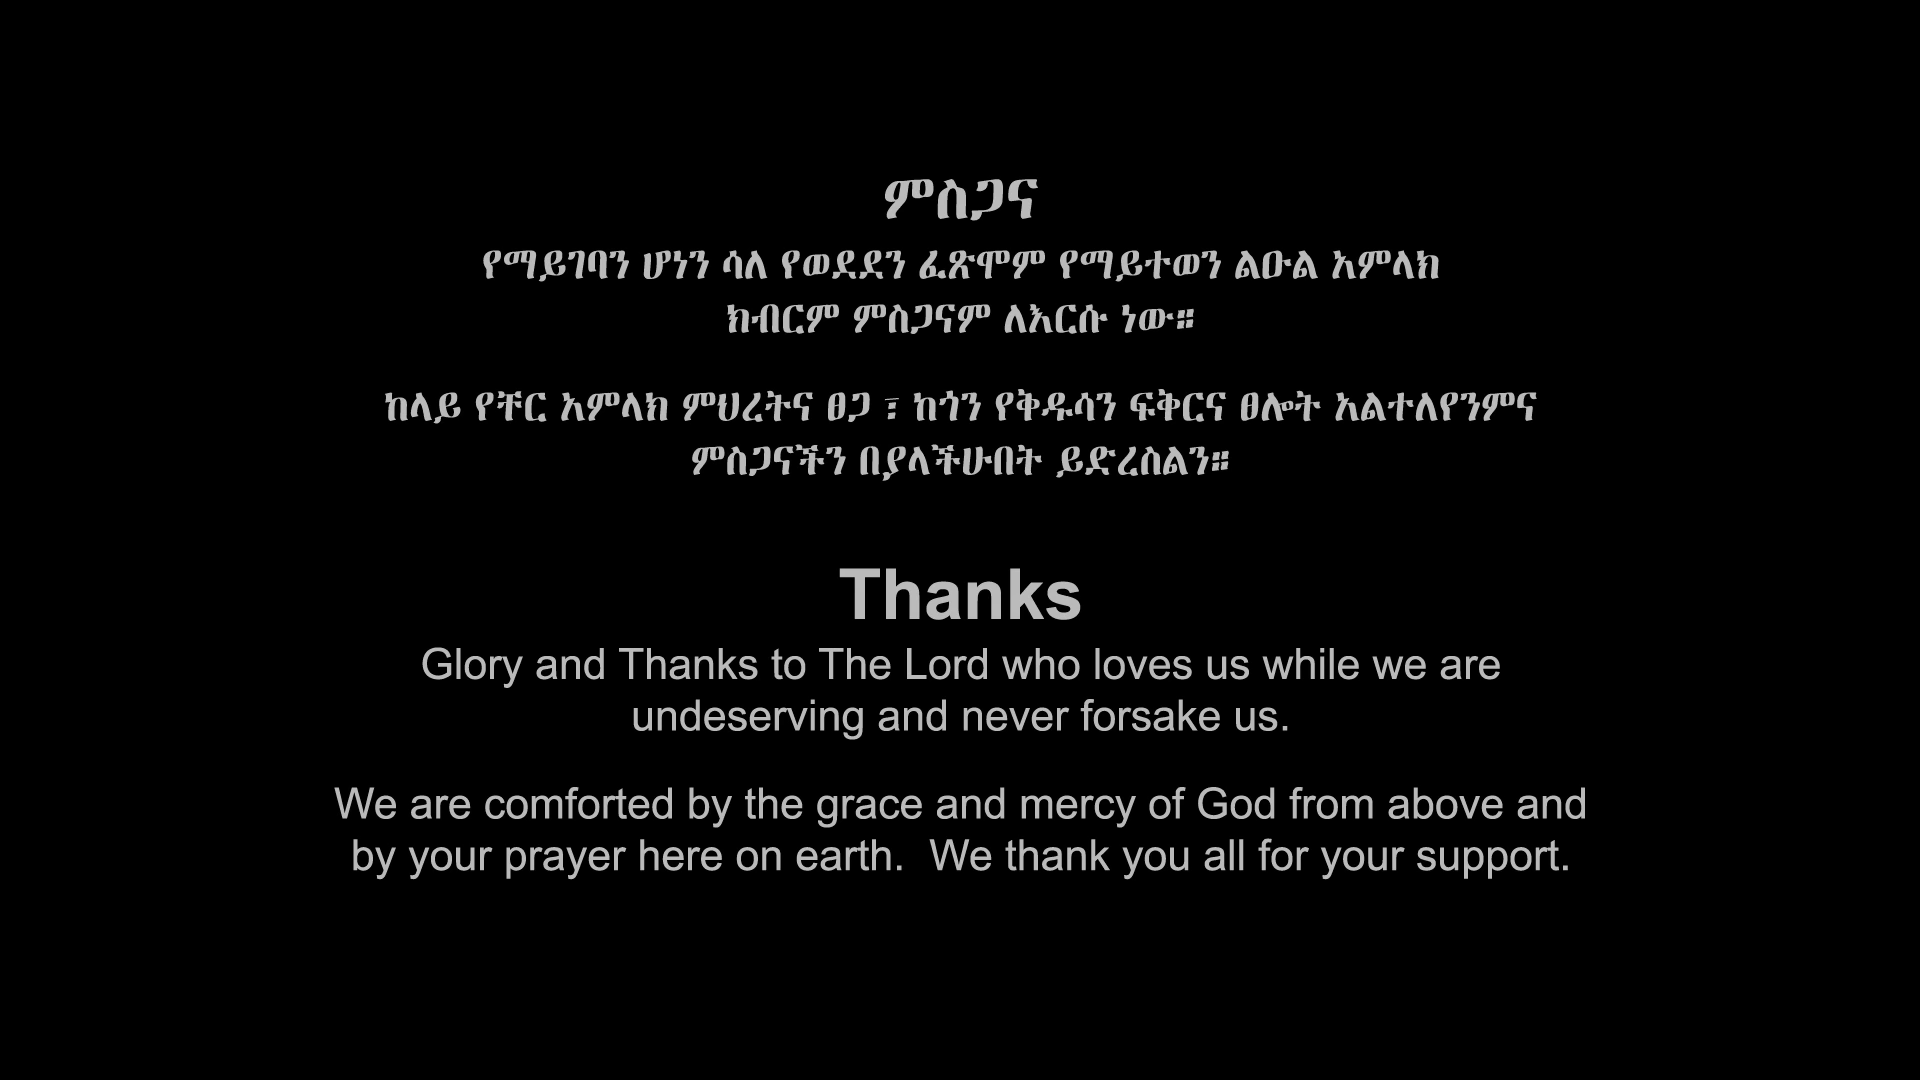 ምስጋና
የማይገባን ሆነን ሳለ የወደደን ፈጽሞም የማይተወን ልዑል አምላክ
ክብርም ምስጋናም ለእርሱ ነው።
ከላይ የቸር አምላክ ምህረትና ፀጋ ፣ ከጎን የቅዱሳን ፍቅርና ፀሎት አልተለየንምና
ምስጋናችን በያላችሁበት ይድረስልን።
Thanks
Glory and Thanks to The Lord who loves us while we are
undeserving and never forsake us.
We are comforted by the grace and mercy of God from above and
by your prayer here on earth.  We thank you all for your support.